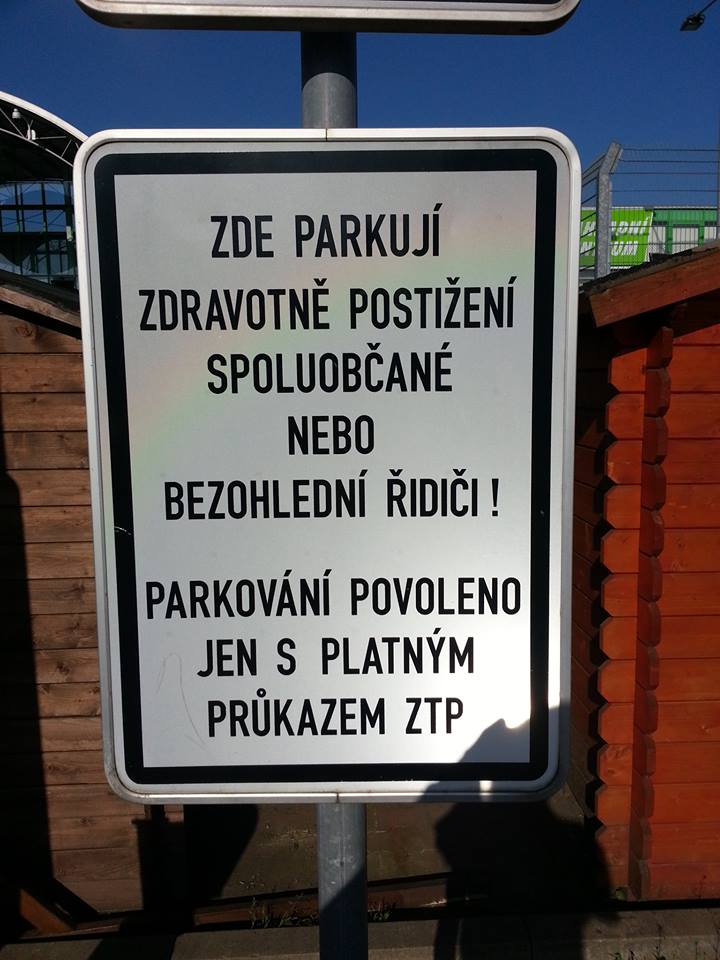 ZDE PARKUJÍ
ZDRAVOTNĚ POSTIŽENÍ
SPOLUOBČANÉ
NEBO
BEZOHLEDNÍ ŘIDIČI !
PARKOVÁNÍ POVOLENO
JEN S PLATNÝM
PRŮKAZEM ZTP